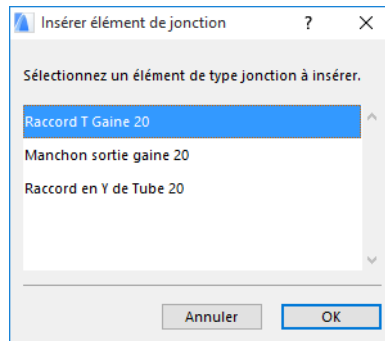 Insérer élément de jonction
Sélectionnez un élément de type jonction à insérer.
Raccord T Gaine 20
Manchon sortie gaine 20
Raccord en Y de Tube 20
Annuler
OK